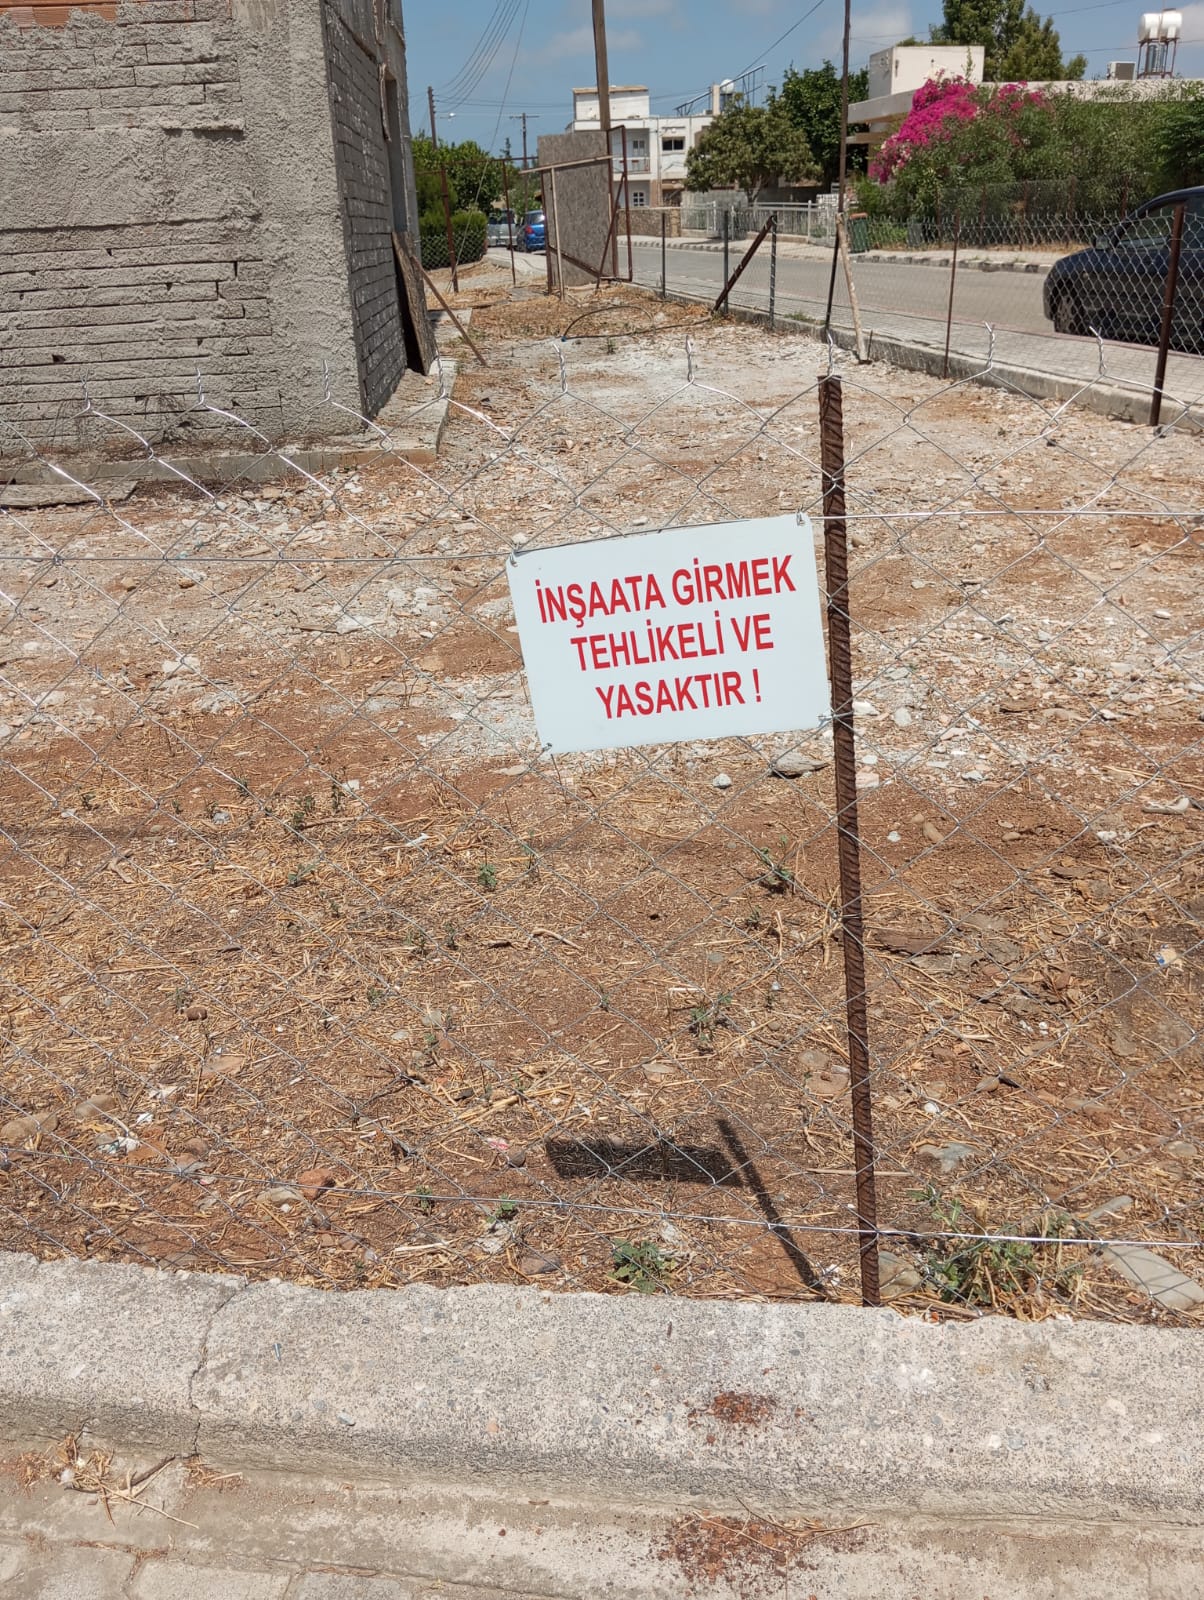 İNŞAATA GİRMEK
TEHLİKELİ VE
YASAKTIR !